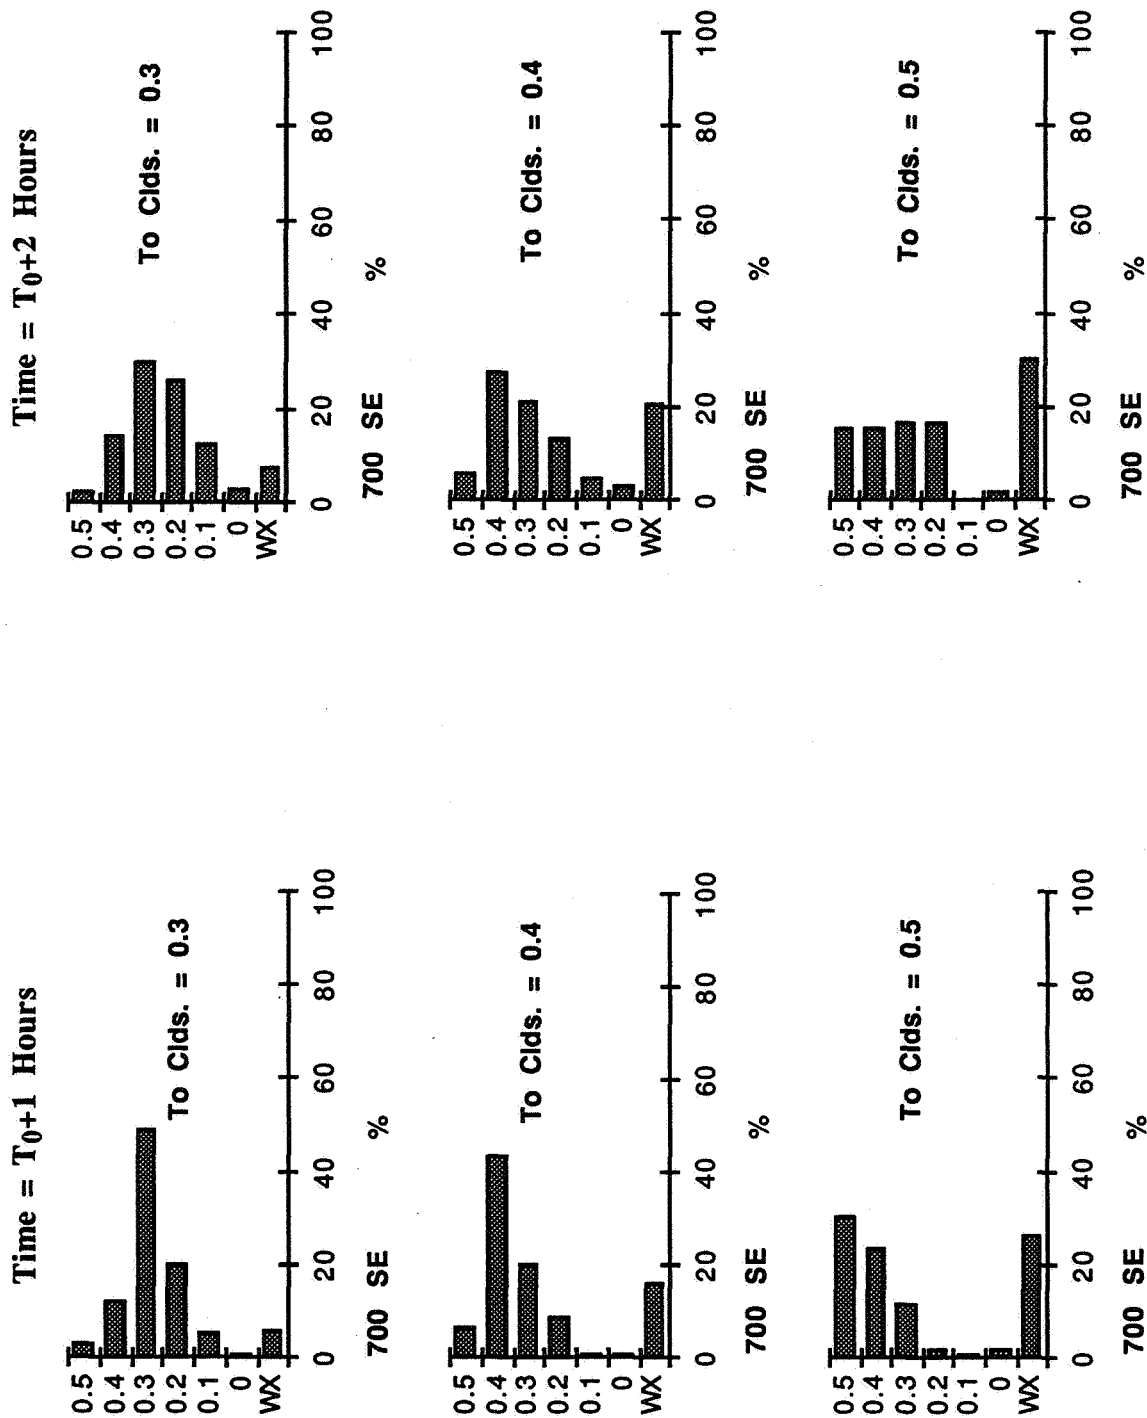 Time = T₀+1 Hours
0.5
0.4
0.3
0.2
0.1
0
WX
To Clds. = 0.3
0 20 40 60 80 100
700 SE %
0.5
0.4
0.3
0.2
0.1
0
WX
To Clds. = 0.4
0 20 40 60 80 100
700 SE %
0.5
0.4
0.3
0.2
0.1
0
WX
To Clds. = 0.5
0 20 40 60 80 100
700 SE %
Time = T₀+2 Hours
0.5
0.4
0.3
0.2
0.1
0
WX
To Clds. = 0.3
0 20 40 60 80 100
700 SE %
0.5
0.4
0.3
0.2
0.1
0
WX
To Clds. = 0.4
0 20 40 60 80 100
700 SE %
0.5
0.4
0.3
0.2
0.1
0
WX
To Clds. = 0.5
0 20 40 60 80 100
700 SE %